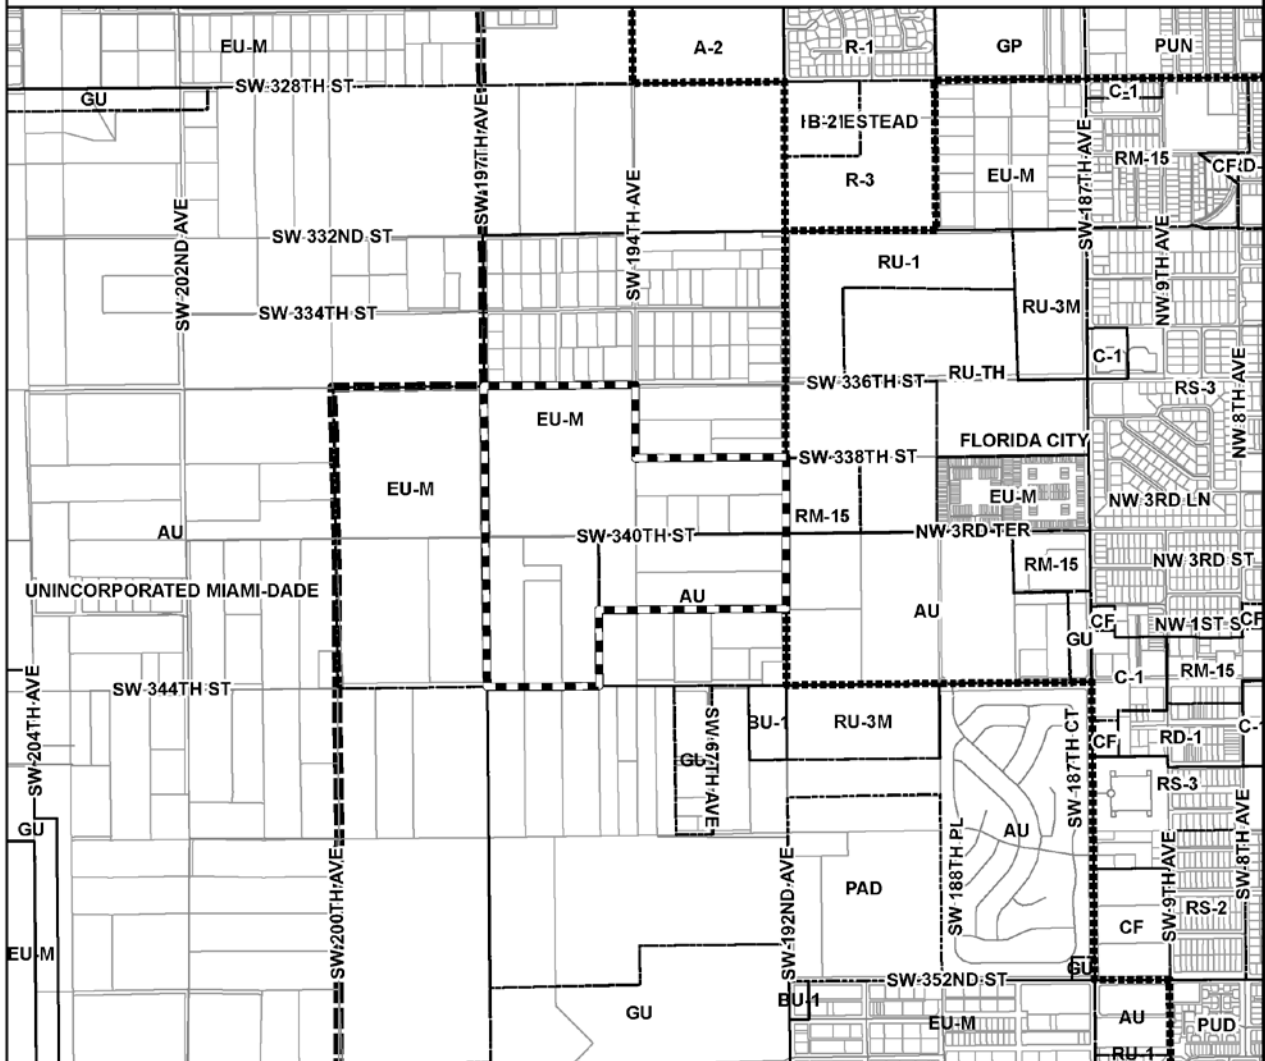 EU-M
A-2
R-1
GP
PUN
SW 328TH ST
GU
C-1
B-2
ESTEAD
R-3
EU-M
RM-15
SW 197TH AVE
SW 194TH AVE
SW 187TH AVE
SW 202ND AVE
NW 9TH AVE
SW 332ND ST
SW 334TH ST
RU-1
RU-3M
C-1
SW 336TH ST
RU-TH
RS-3
NW 8TH AVE
EU-M
FLORIDA CITY
SW 338TH ST
EU-M
EU-M
NW 3RD LN
RM-15
AU
SW 340TH ST
NW 3RD TER
NW 3RD ST
RM-15
UNINCORPORATED MIAMI-DADE
AU
AU
CF
NW 1ST S
CF
GU
C-1
RM-15
SW 344TH ST
SW 204TH AVE
BU-1
RU-3M
SW 67TH AVE
GU
SW 187TH CT
CF
RD-1
C-
RS-3
GU
AU
SW 200TH AVE
SW 192ND AVE
SW 188TH PL
SW 9TH AVE
SW 8TH AVE
PAD
RS-2
CF
EU-M
GU
SW 352ND ST
BU-1
GU
EU-M
AU
PUD
RU-1